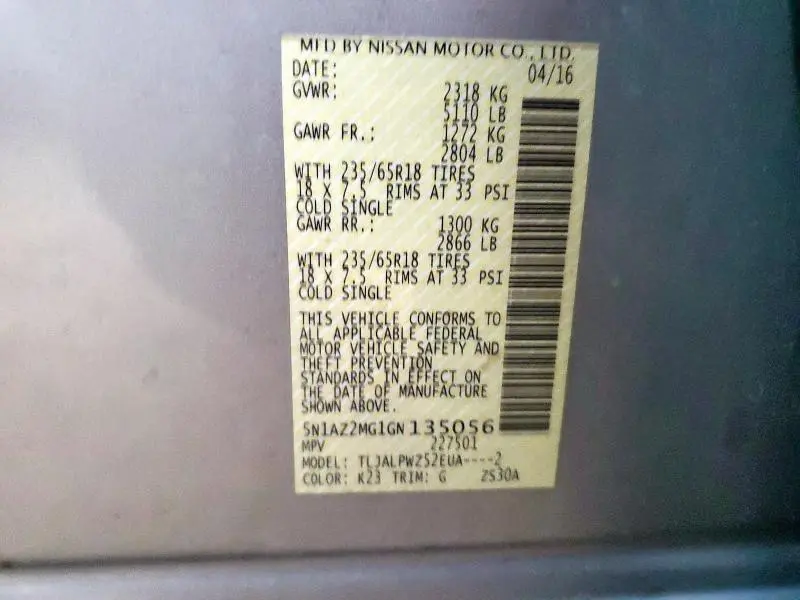 MFD BY NISSAN MOTOR CO., LTD.
DATE: 04/16
GVWR: 2318 KG
5110 LB
GAWR FR.: 1272 KG
2804 LB
WITH 235/65R18 TIRES
18 X 7.5 RIMS AT 33 PSI
COLD SINGLE
GAWR RR.: 1300 KG
2866 LB
WITH 235/65R18 TIRES
18 X 7.5 RIMS AT 33 PSI
COLD SINGLE
THIS VEHICLE CONFORMS TO
ALL APPLICABLE FEDERAL
MOTOR VEHICLE SAFETY AND
THEFT PREVENTION
STANDARDS IN EFFECT ON
THE DATE OF MANUFACTURE
SHOWN ABOVE.
5N1AZ2MG1GN135056
MPV 227501
MODEL: TLJALPWZ52EUA----2
COLOR: K23 TRIM: G ZS30A